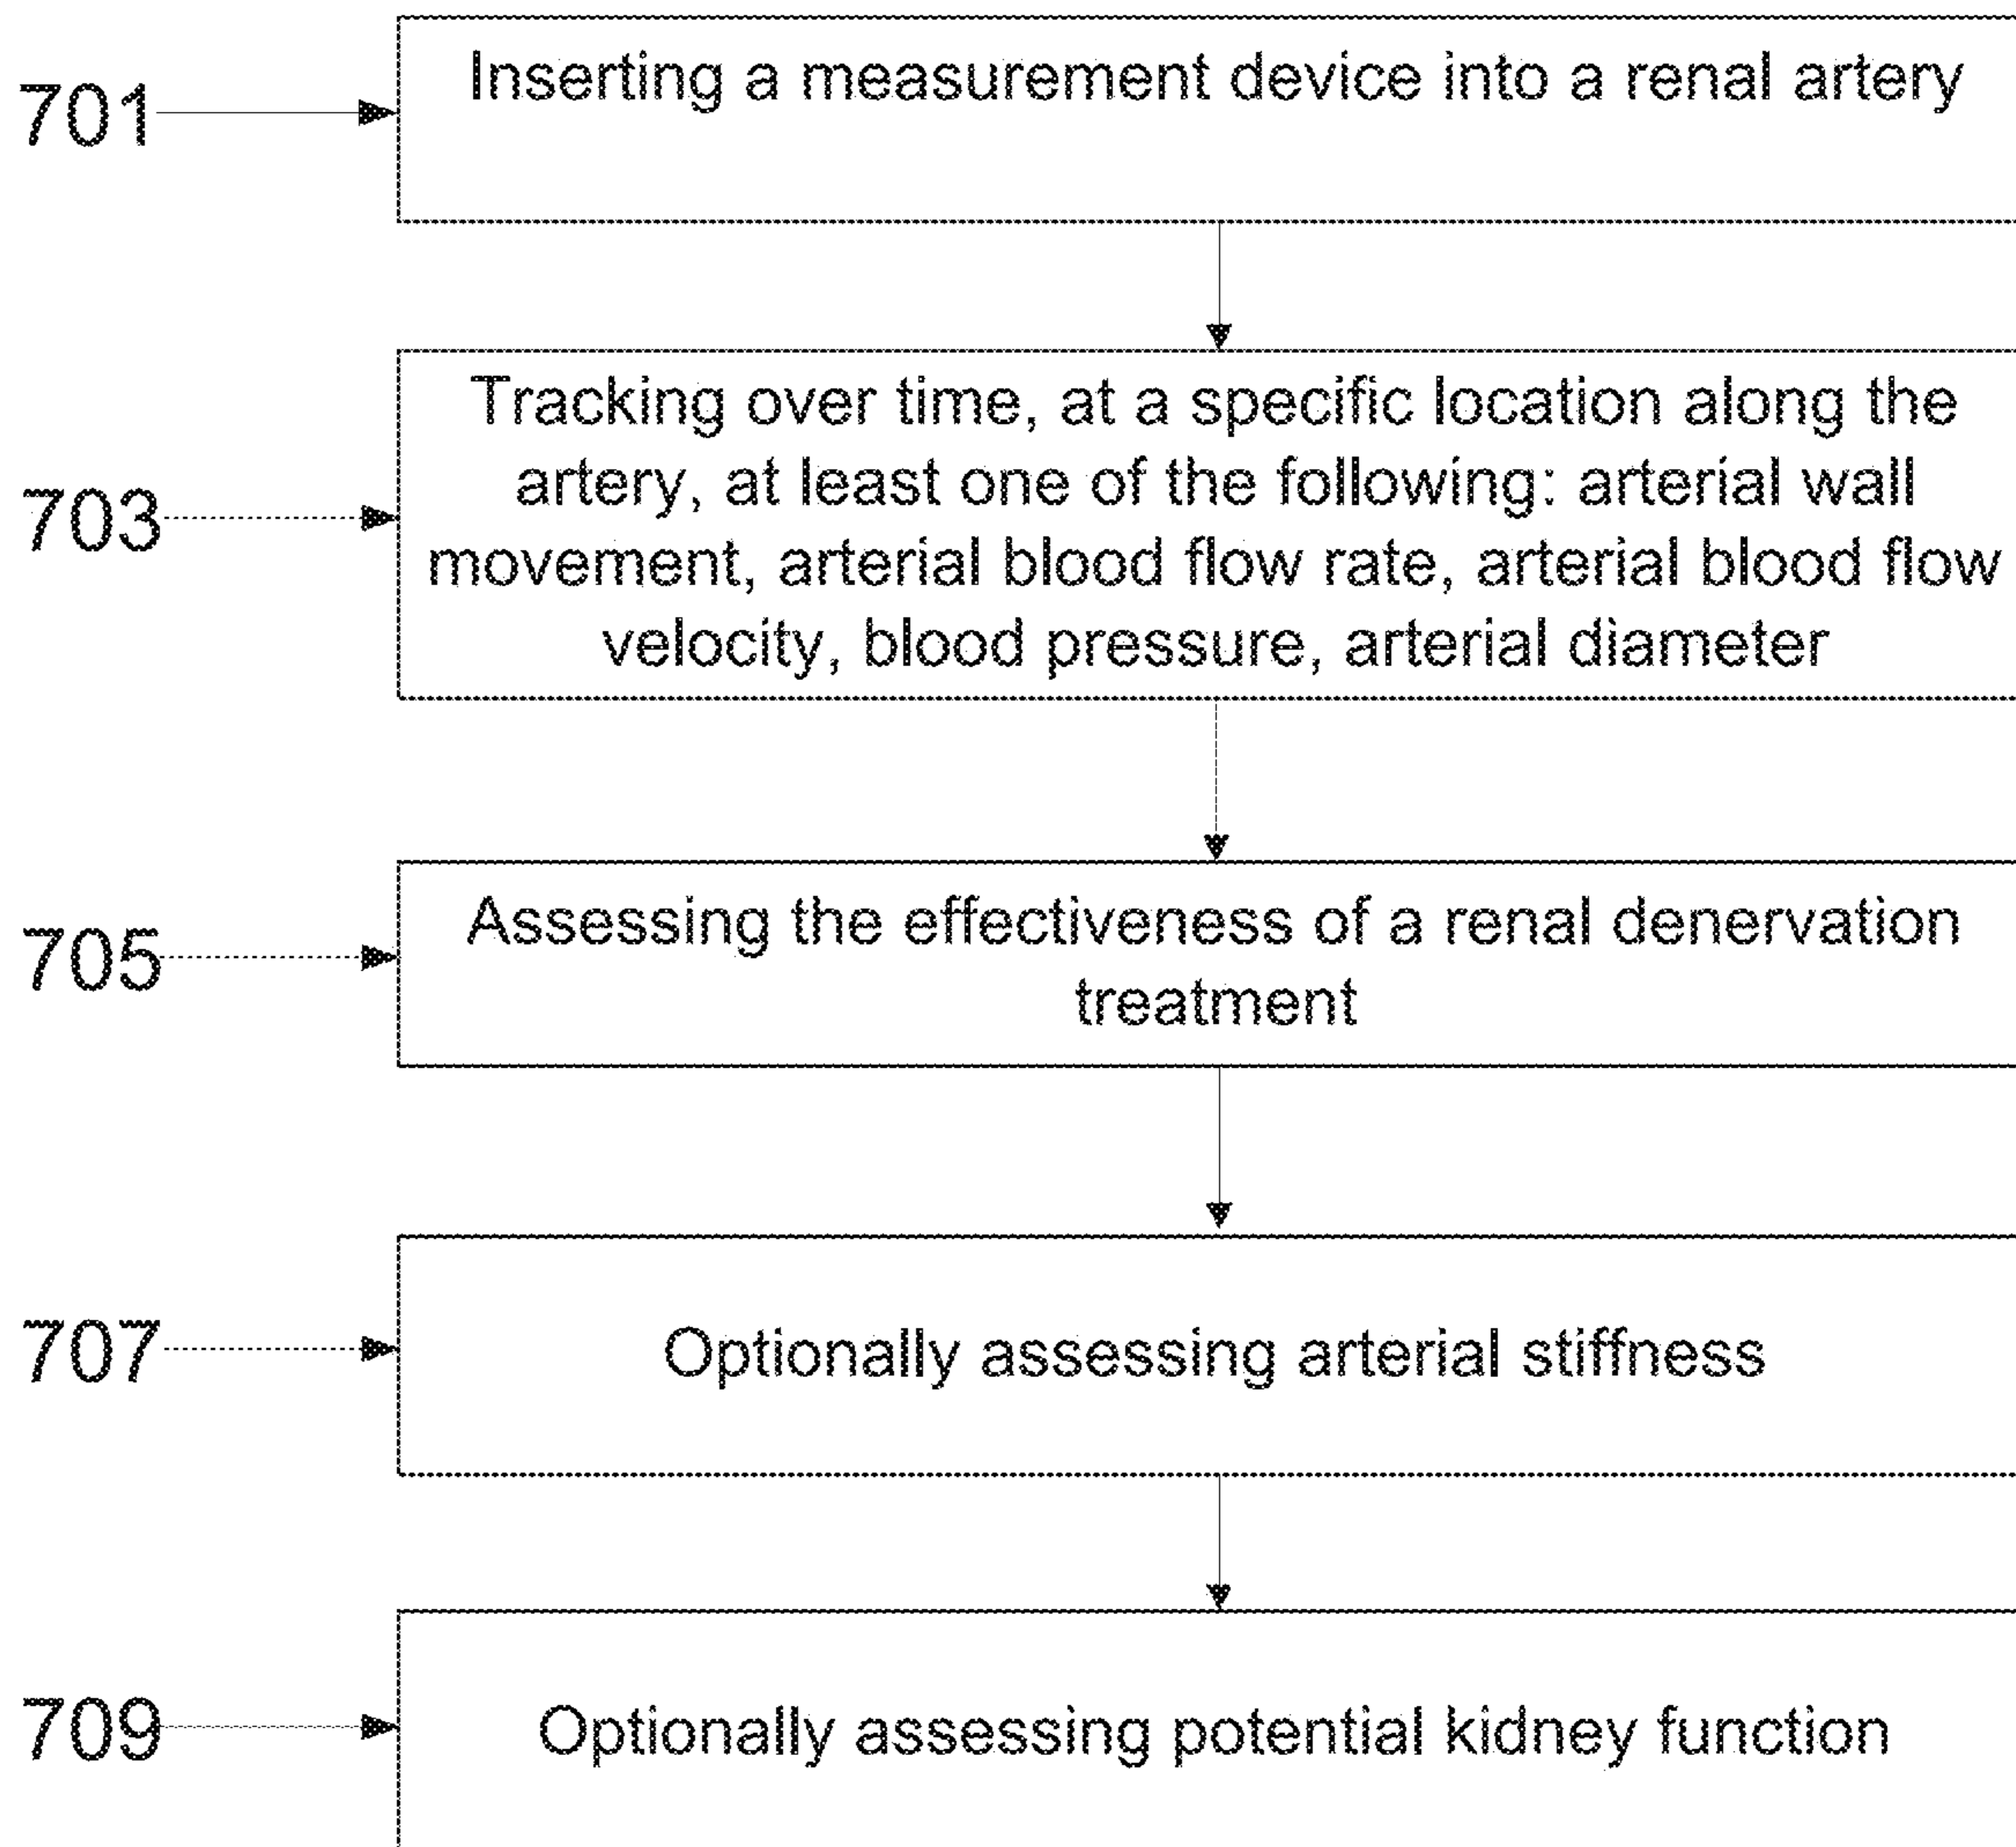 701
Inserting a measurement device into a renal artery
703
Tracking over time, at a specific location along the
artery, at least one of the following: arterial wall
movement, arterial blood flow rate, arterial blood flow
velocity, blood pressure, arterial diameter
705
Assessing the effectiveness of a renal denervation
treatment
707
Optionally assessing arterial stiffness
709
Optionally assessing potential kidney function